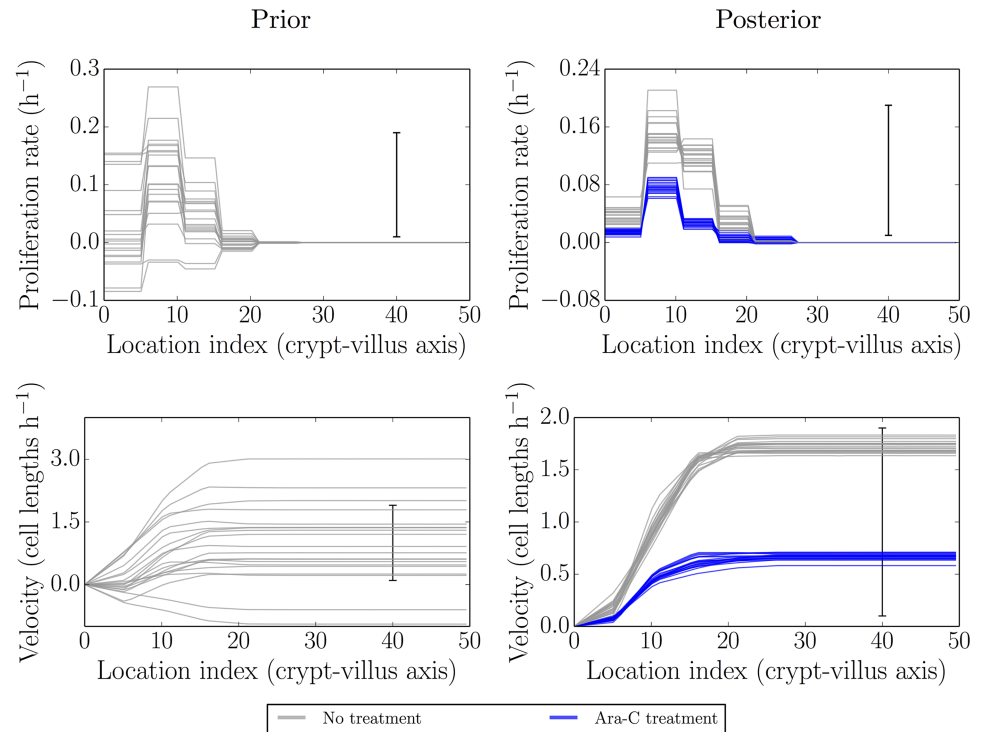 Prior
Posterior
Proliferation rate (h⁻¹)
0.3
0.2
0.1
0.0
−0.1
0 10 20 30 40 50
Location index (crypt-villus axis)
Proliferation rate (h⁻¹)
0.24
0.16
0.08
0.00
−0.08
0 10 20 30 40 50
Location index (crypt-villus axis)
Velocity (cell lengths h⁻¹)
3.0
1.5
0.0
0 10 20 30 40 50
Location index (crypt-villus axis)
Velocity (cell lengths h⁻¹)
2.0
1.5
1.0
0.5
0.0
0 10 20 30 40 50
Location index (crypt-villus axis)
No treatment
Ara-C treatment